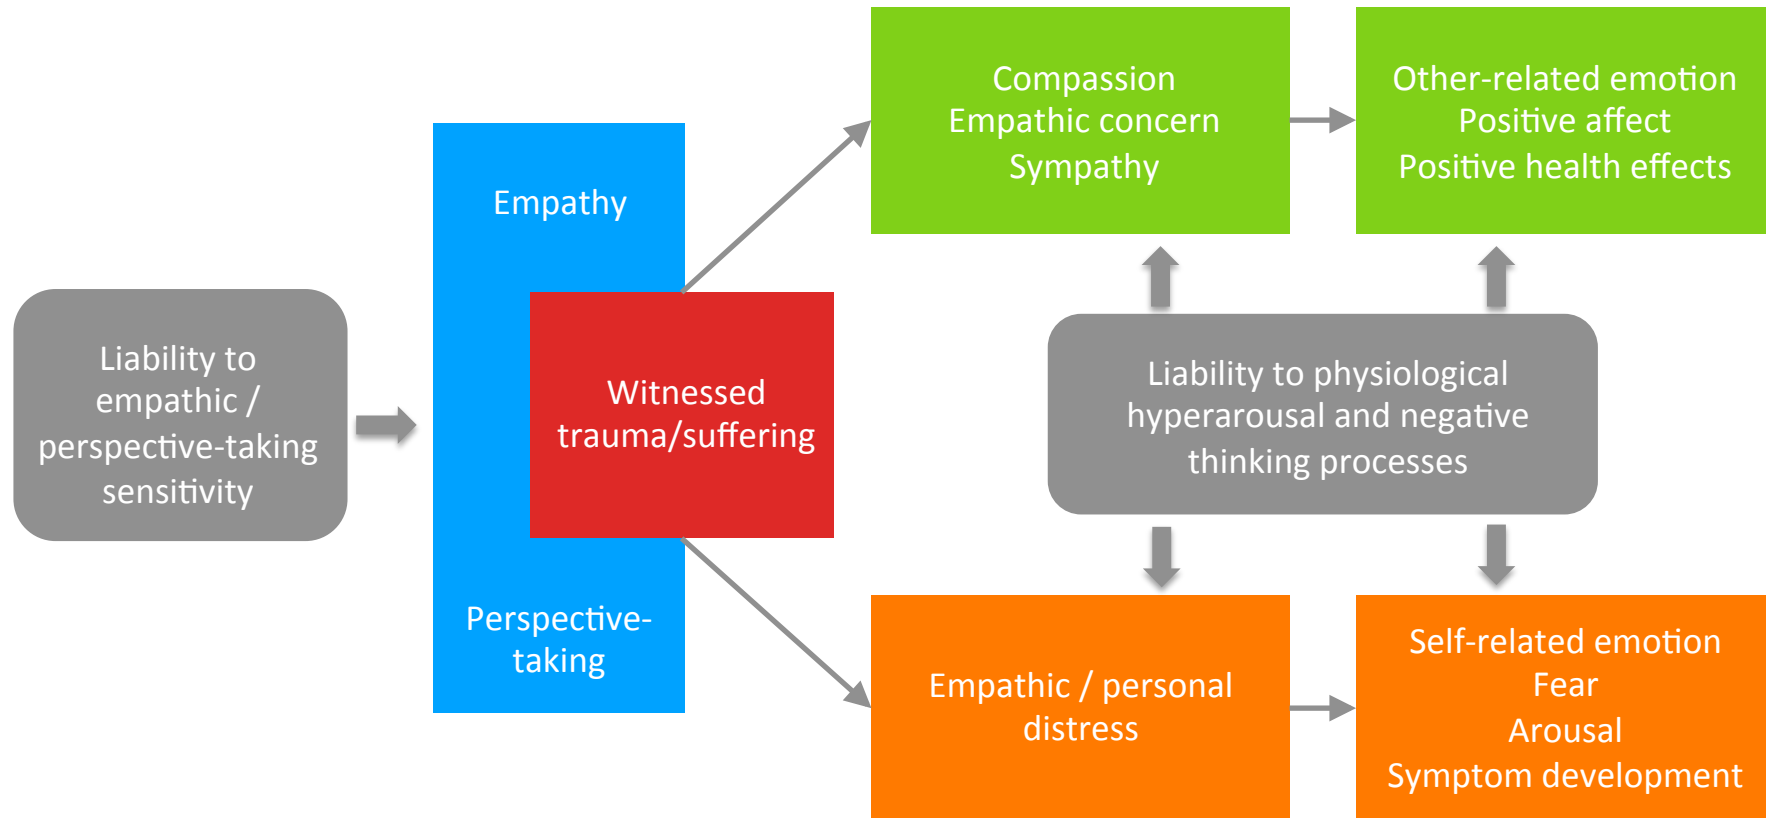 Liability to
empathic /
perspective-taking
sensitivity
Empathy
Perspective-
taking
Witnessed
trauma/suffering
Compassion
Empathic concern
Sympathy
Other-related emotion
Positive affect
Positive health effects
Liability to physiological
hyperarousal and negative
thinking processes
Empathic / personal
distress
Self-related emotion
Fear
Arousal
Symptom development